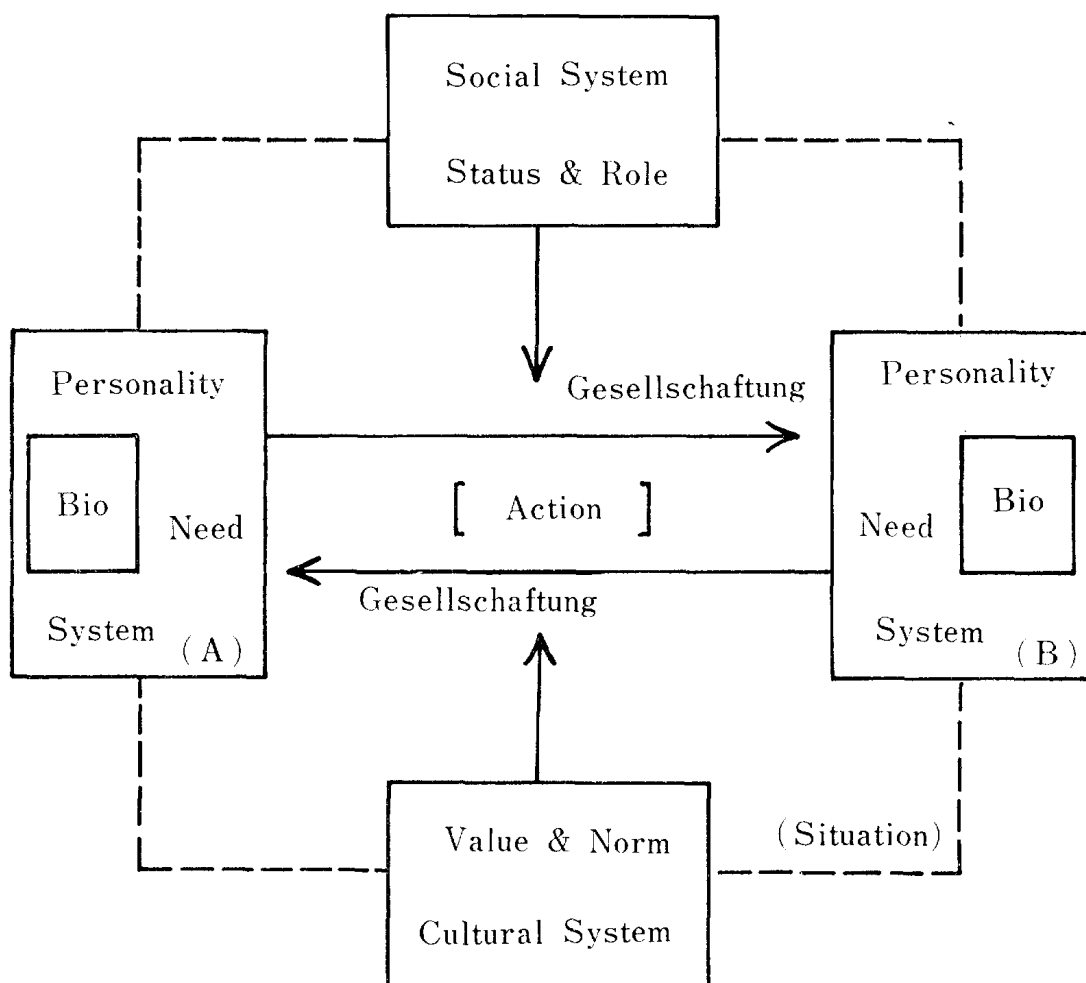 Social System
Status & Role
Gesellschaftung
Personality
Bio
Need
System
(A)
[ Action ]
Personality
Bio
Need
System
(B)
Gesellschaftung
Value & Norm
(Situation)
Cultural System